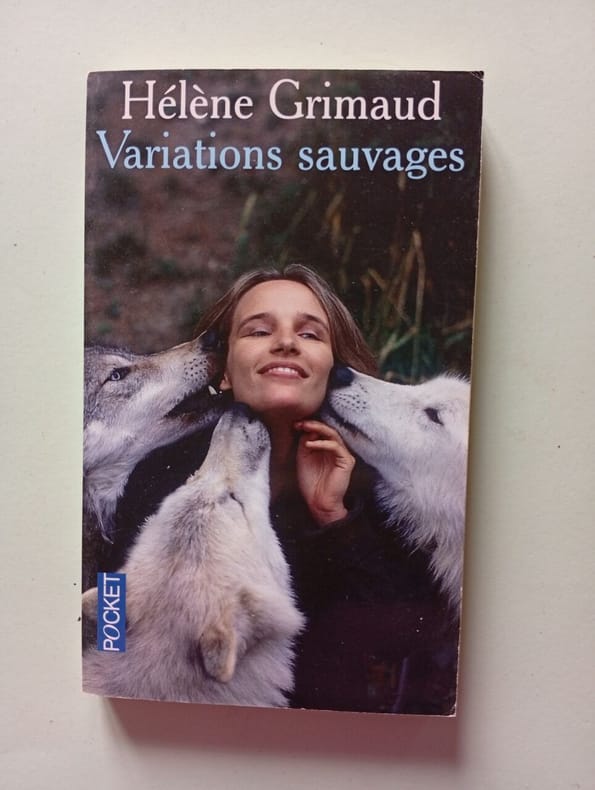 Hélène Grimaud
Variations sauvages
POCKET